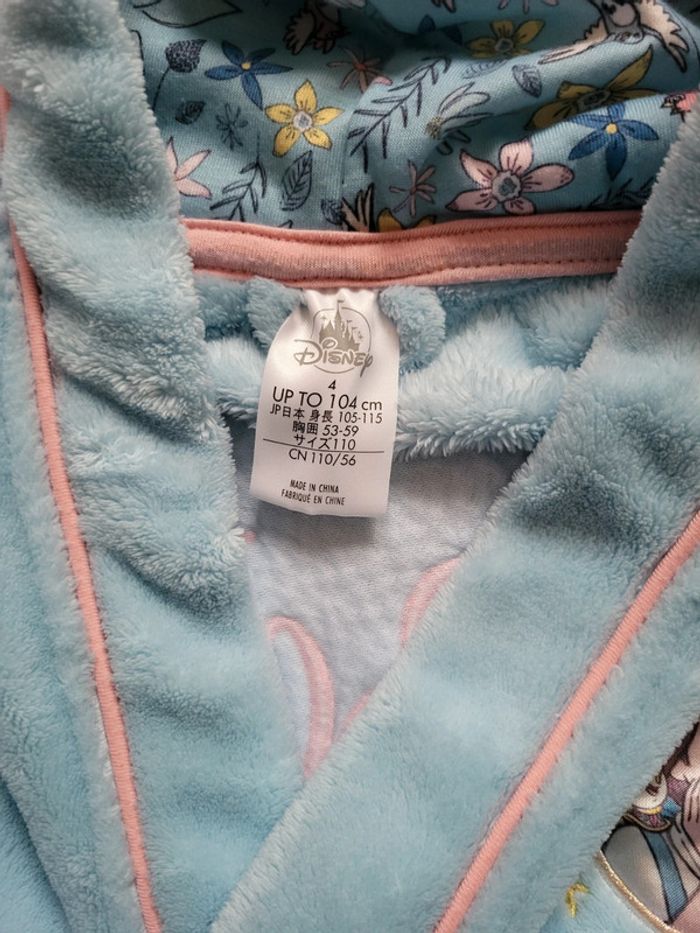 Disney
4
UP TO 104 cm
JP日本 身長 105-115
胸囲 53-59
サイズ110
CN 110/56
MADE IN CHINA
FABRIQUÉ EN CHINE